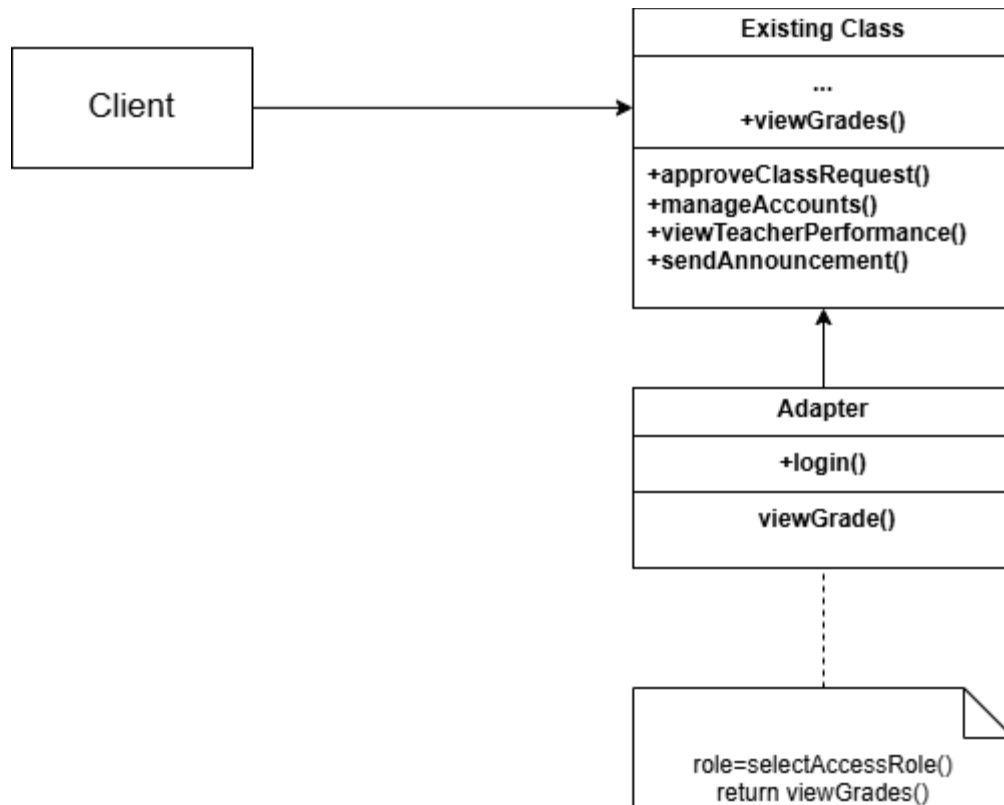 Existing Class
Client
...
+viewGrades()
+approveClassRequest()
+manageAccounts()
+viewTeacherPerformance()
+sendAnnouncement()
Adapter
+login()
viewGrade()
role=selectAccessRole()
return viewGrades()